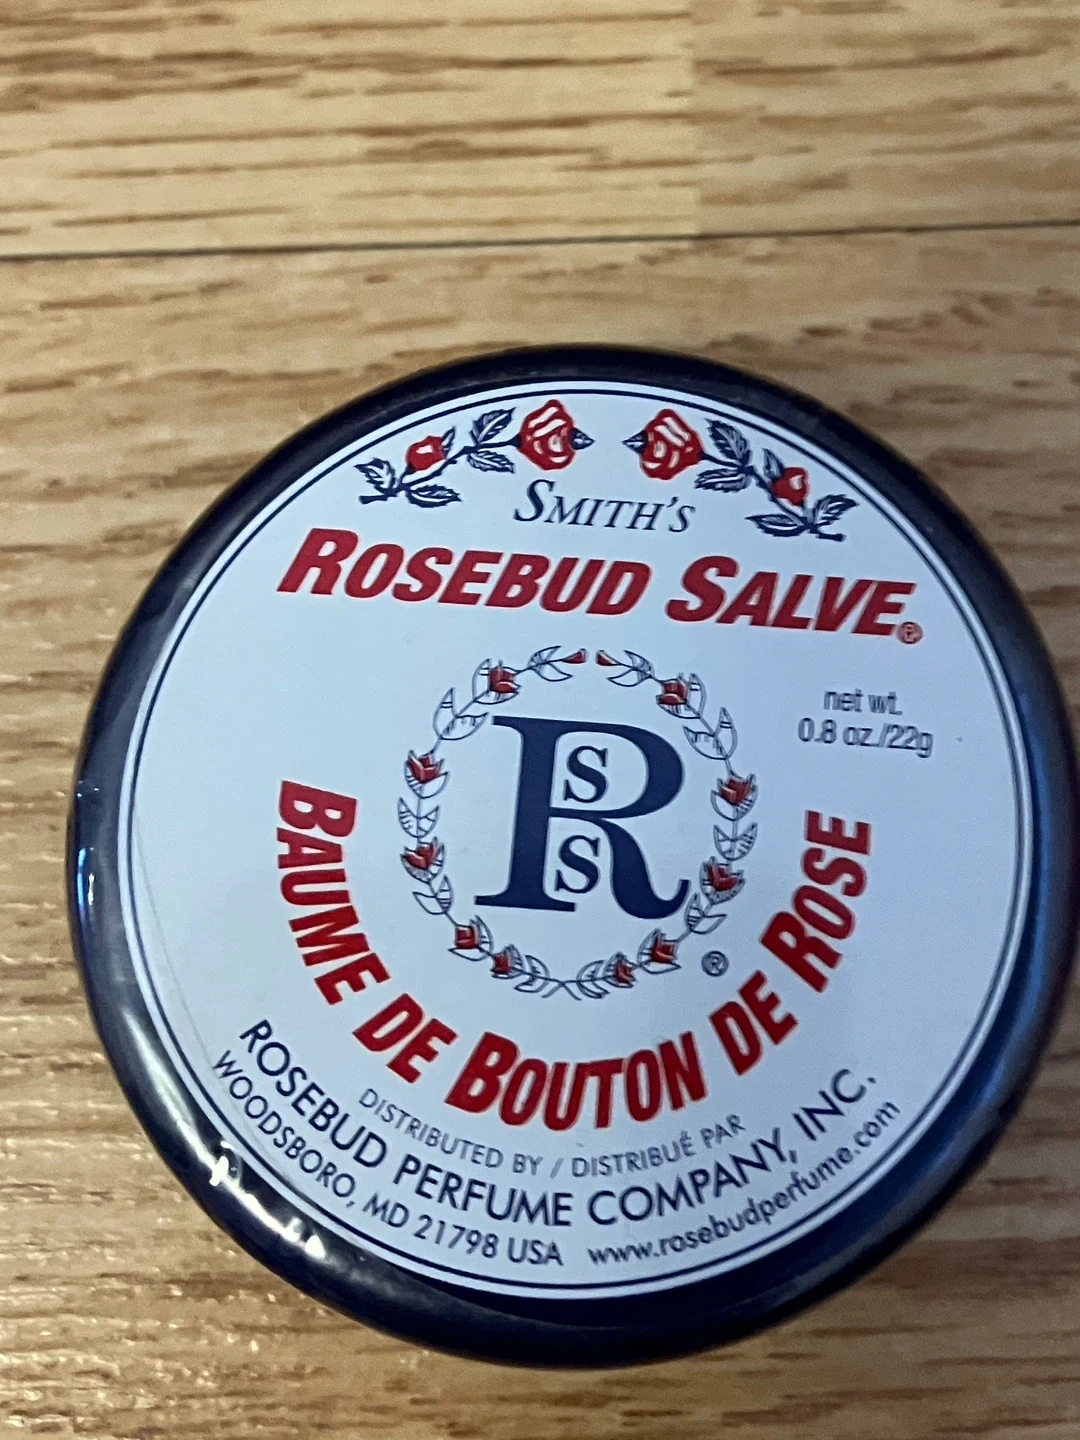 SMITH'S
ROSEBUD SALVE®
net wt.
0.8 oz./22g
R
S
S
®
BAUME DE BOUTON DE ROSE
DISTRIBUTED BY / DISTRIBUÉ PAR
ROSEBUD PERFUME COMPANY, INC.
WOODSBORO, MD 21798 USA www.rosebudperfume.com